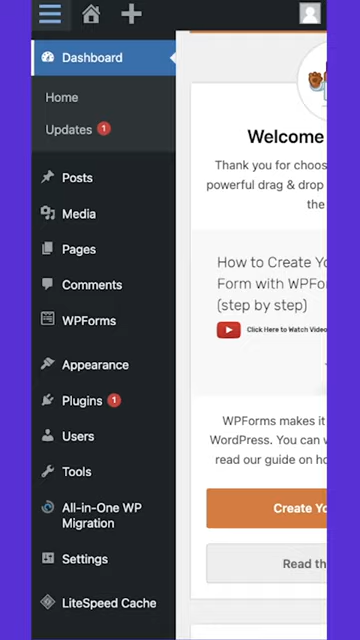 Dashboard
Home
Updates 1
Posts
Media
Pages
Comments
WPForms
Appearance
Plugins 1
Users
Tools
All-in-One WP
Migration
Settings
LiteSpeed Cache
Welcome
Thank you for choos
powerful drag & drop
the
How to Create Yo
Form with WPFor
(step by step)
Click Here to Watch Video
WPForms makes it
WordPress. You can w
read our guide on ho
Create Yo
Read th